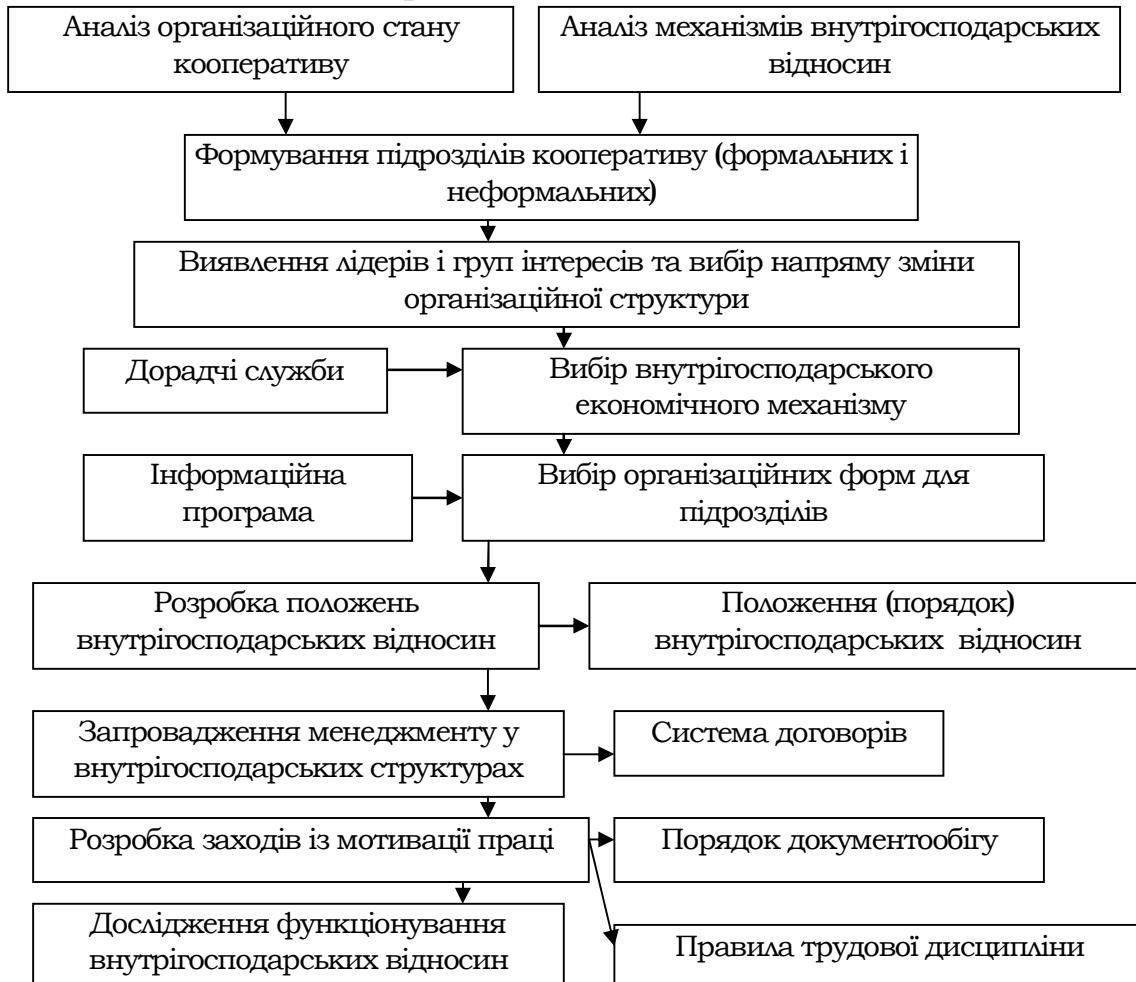 Аналіз організаційного стану
кооперативу
Аналіз механізмів внутрігосподарських
відносин
Формування підрозділів кооперативу (формальних і
неформальних)
Виявлення лідерів і груп інтересів та вибір напряму зміни
організаційної структури
Дорадчі служби
Вибір внутрігосподарського
економічного механізму
Інформаційна
програма
Вибір організаційних форм для
підрозділів
Розробка положень
внутрігосподарських відносин
Положення (порядок)
внутрігосподарських відносин
Запровадження менеджменту у
внутрігосподарських структурах
Система договорів
Розробка заходів із мотивації праці
Порядок документообігу
Дослідження функціонування
внутрігосподарських відносин
Правила трудової дисципліни